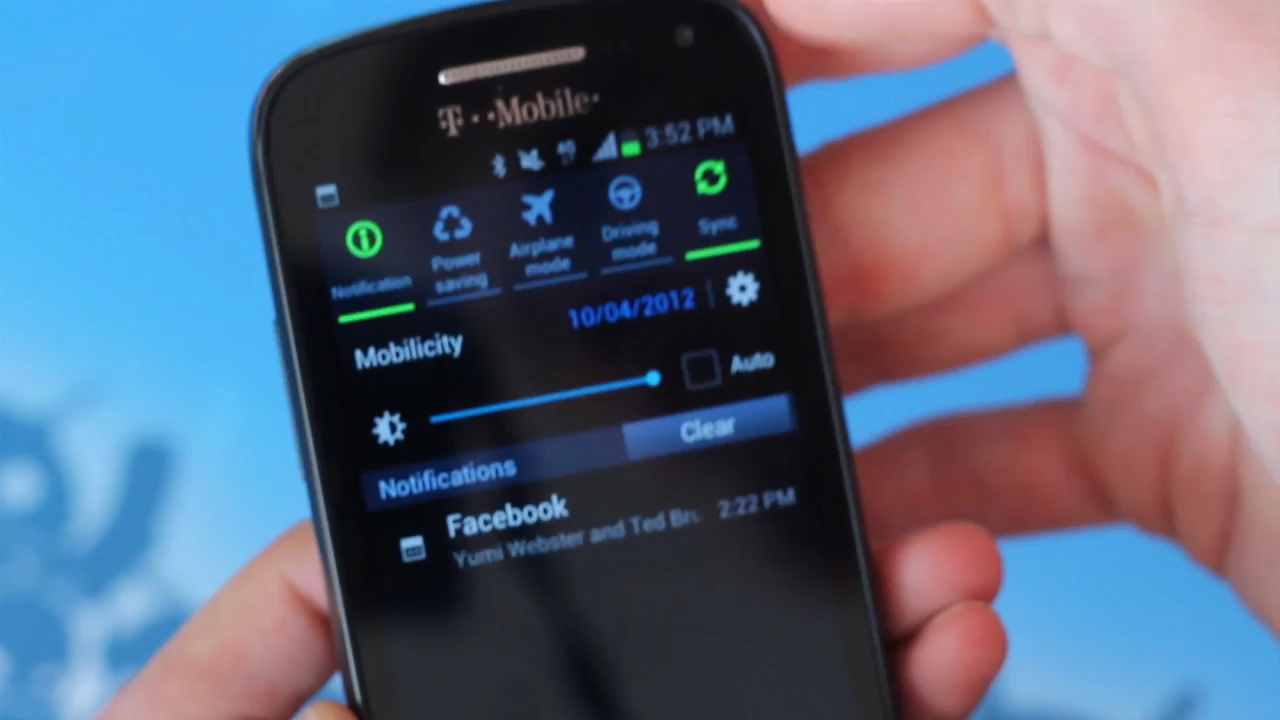 T··Mobile·
4G
3:52 PM
Notification
Power saving
Airplane mode
Driving mode
Sync
10/04/2012
Mobilicity
Auto
Clear
Notifications
Facebook
Yumi Webster and Ted 2:22 PM